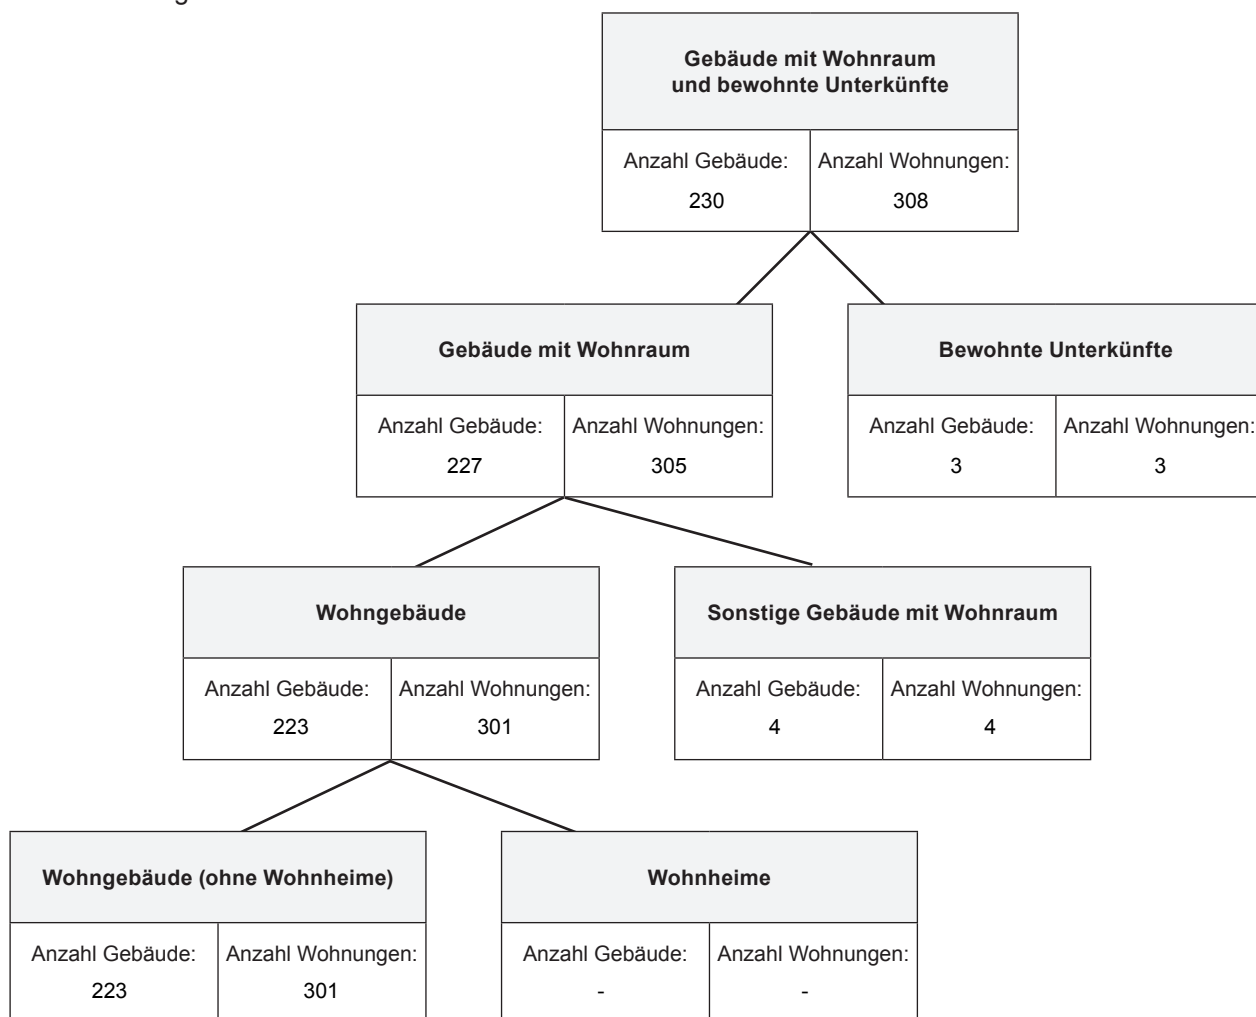 Gebäude mit Wohnraum
und bewohnte Unterkünfte
Anzahl Gebäude: Anzahl Wohnungen:
230 308
Gebäude mit Wohnraum
Bewohnte Unterkünfte
Anzahl Gebäude: Anzahl Wohnungen:
227 305
Anzahl Gebäude: Anzahl Wohnungen:
3 3
Wohngebäude
Sonstige Gebäude mit Wohnraum
Anzahl Gebäude: Anzahl Wohnungen:
223 301
Anzahl Gebäude: Anzahl Wohnungen:
4 4
Wohngebäude (ohne Wohnheime)
Wohnheime
Anzahl Gebäude: Anzahl Wohnungen:
223 301
Anzahl Gebäude: Anzahl Wohnungen:
- -